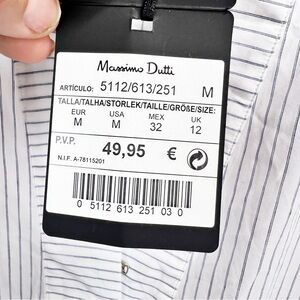 Massimo Dutti
ARTÍCULO: 5112/613/251 M
TALLA/TALHA/STORLEK/TAILLE/GRÖßE/SIZE:
EUR USA MEX UK
M M 32 12
P.V.P. 49,95 €
N.I.F. A-78115201
0 5112 613 251 03 0